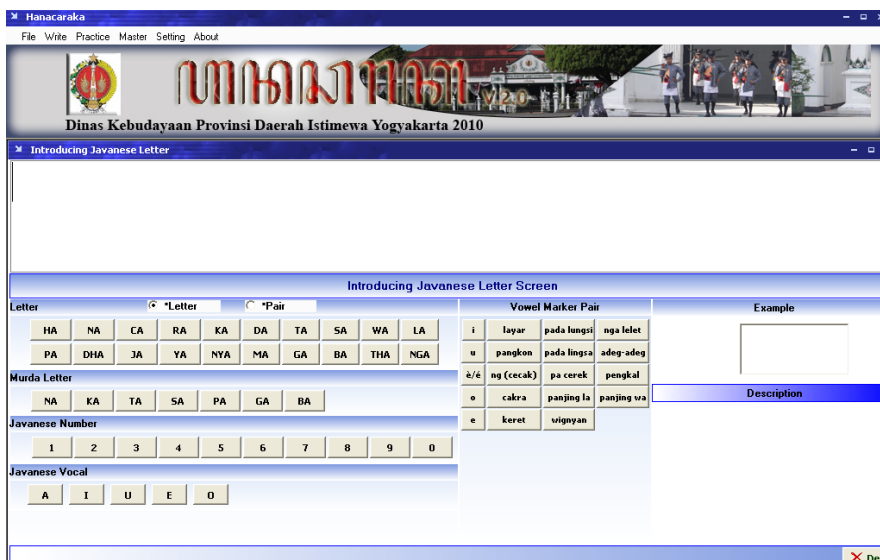 Hanacaraka
File Write Practice Master Setting About
ꦲꦤꦕꦫꦏ V 2.0
Dinas Kebudayaan Provinsi Daerah Istimewa Yogyakarta 2010
Introducing Javanese Letter
Introducing Javanese Letter Screen
Letter *Letter *Pair
HA NA CA RA KA DA TA SA WA LA
PA DHA JA YA NYA MA GA BA THA NGA
Murda Letter
NA KA TA SA PA GA BA
Javanese Number
1 2 3 4 5 6 7 8 9 0
Javanese Vocal
A I U E O
Vowel Marker Pair
i layar pada lungsi nga lelet
u pangkon pada lingsa adeg-adeg
è/é ng (cecak) pa cerek pengkal
o cakra panjing la panjing wa
e keret wignyan
Example
Description
De